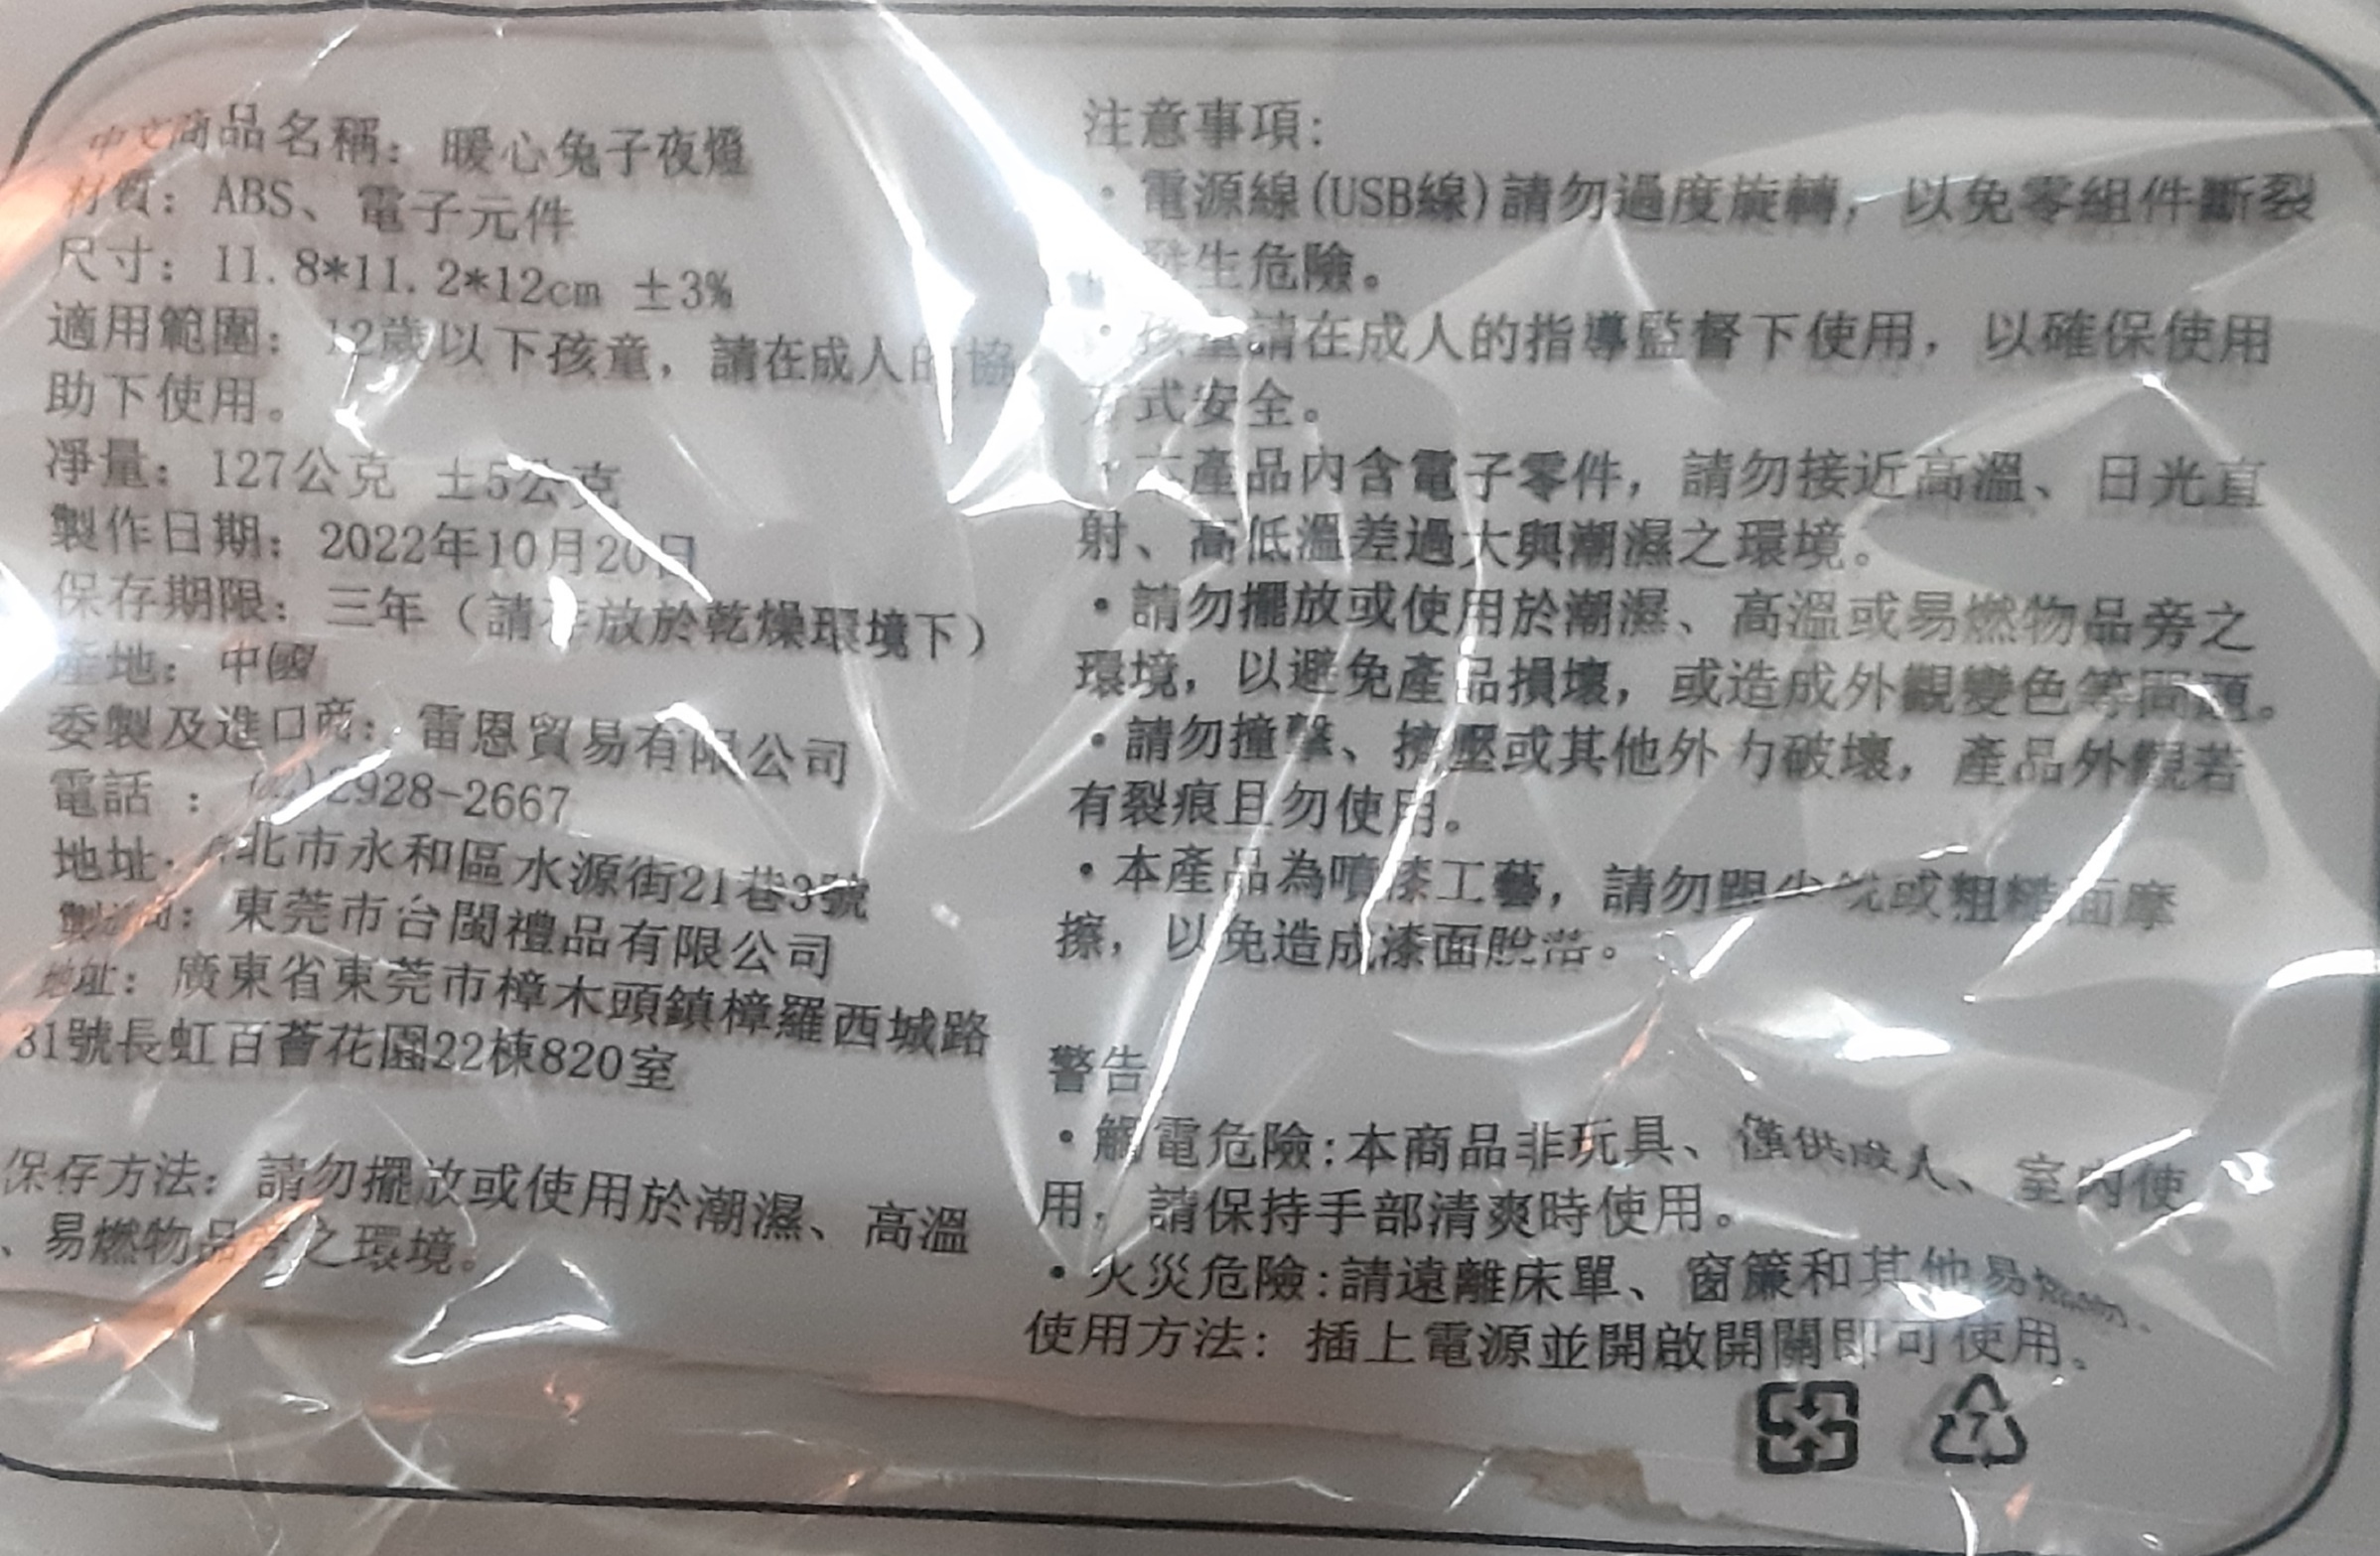 中文商品名稱：暖心兔子夜燈
材質：ABS、電子元件
尺寸：11.8*11.2*12cm ±3%
適用範圍：12歲以下孩童，請在成人的協
助下使用。
凈量：127公克 ±5公克
製作日期：2022年10月20日
保存期限：三年（請存放於乾燥環境下）
產地：中國
委製及進口商：雷恩貿易有限公司
電話：(02)2928-2667
地址：北市永和區水源街21巷3號
製造商：東莞市台閩禮品有限公司
地址：廣東省東莞市樟木頭鎮樟羅西城路
31號長虹百薈花園22棟820室
保存方法：請勿擺放或使用於潮濕、高溫
、易燃物品旁之環境。
注意事項：
・電源線(USB線)請勿過度旋轉，以免零組件斷裂
發生危險。
・孩童請在成人的指導監督下使用，以確保使用
方式安全。
・本產品內含電子零件，請勿接近高溫、日光直
射、高低溫差過大與潮濕之環境。
・請勿擺放或使用於潮濕、高溫或易燃物品旁之
環境，以避免產品損壞，或造成外觀變色等問題。
・請勿撞擊、擠壓或其他外力破壞，產品外觀若
有裂痕且勿使用。
・本產品為噴漆工藝，請勿跟尖銳或粗糙面摩
擦，以免造成漆面脫落。
警告
・觸電危險:本商品非玩具、僅供成人、室內使
用，請保持手部清爽時使用。
・火災危險:請遠離床單、窗簾和其他易燃物。
使用方法：插上電源並開啟開關即可使用。
7